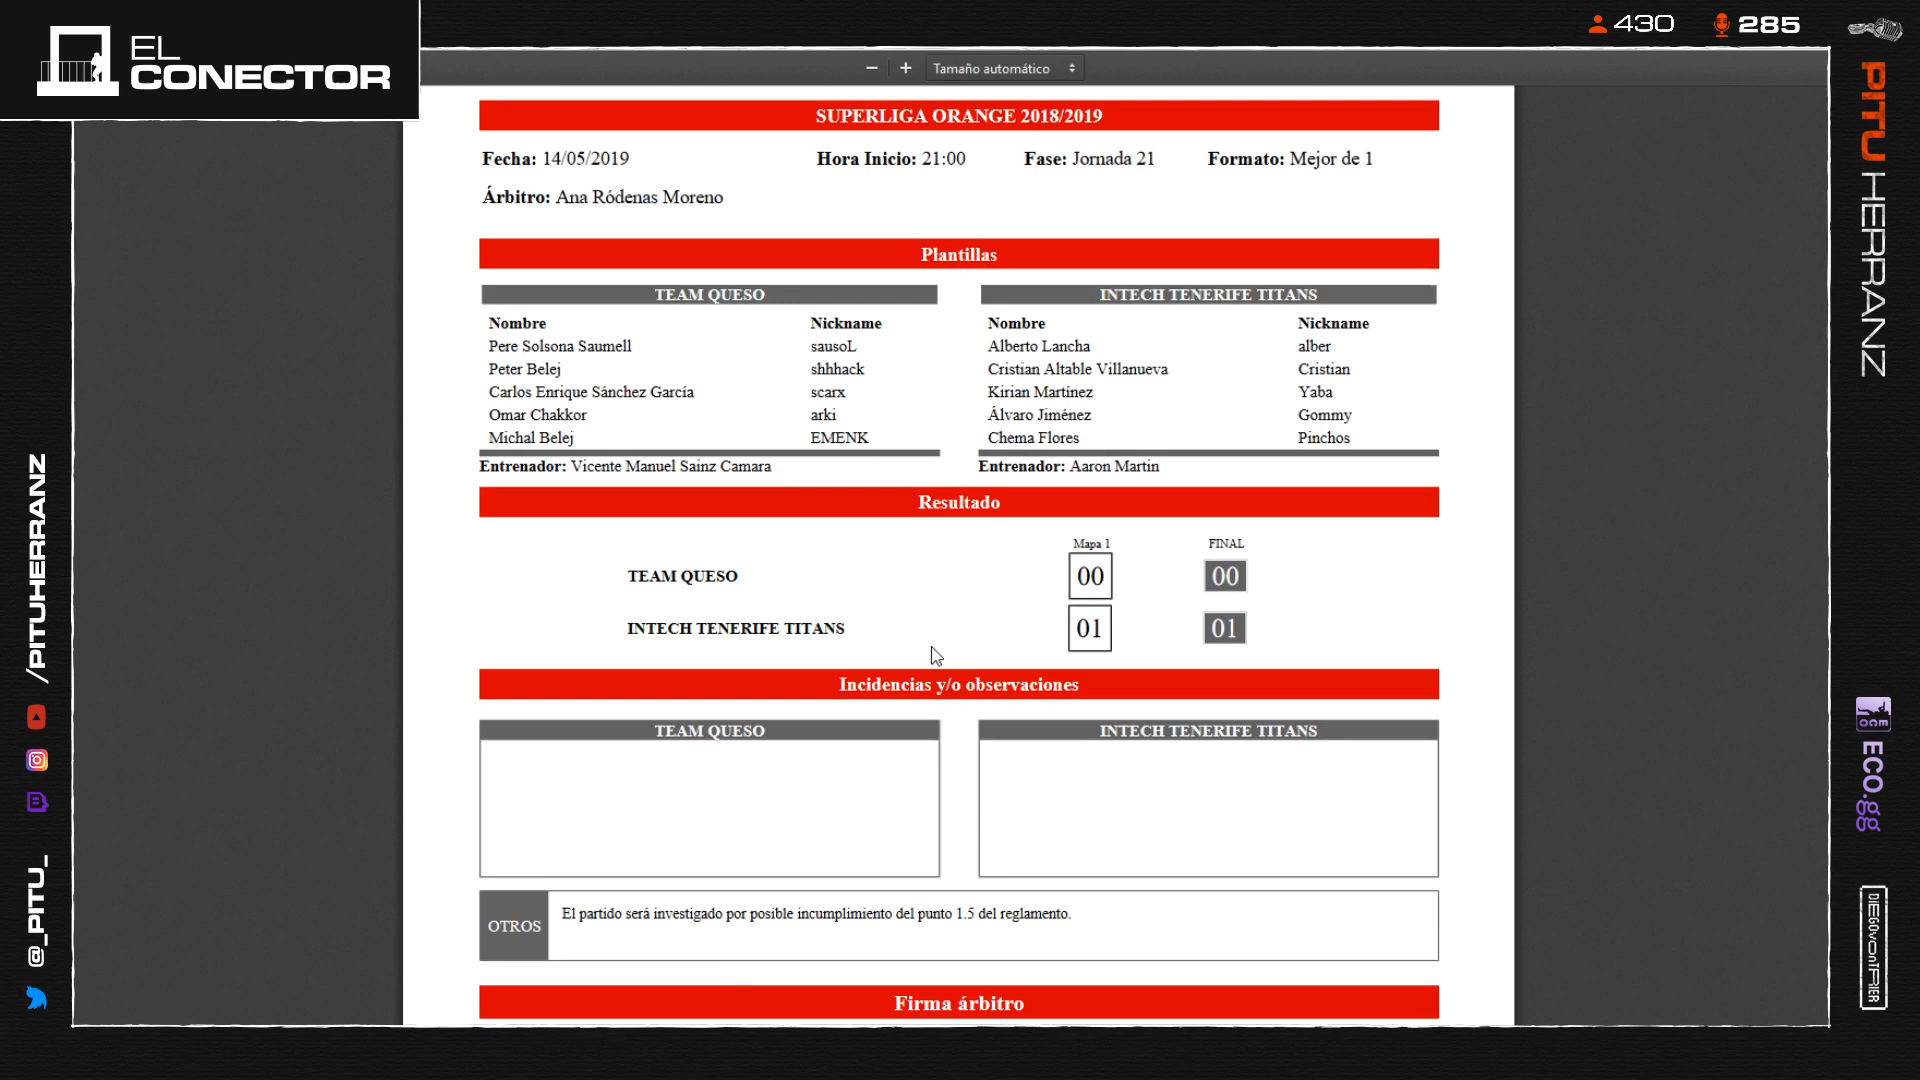 EL
CONECTOR
430
285
Tamaño automático
SUPERLIGA ORANGE 2018/2019
Fecha: 14/05/2019 Hora Inicio: 21:00 Fase: Jornada 21 Formato: Mejor de 1
Árbitro: Ana Ródenas Moreno
Plantillas
TEAM QUESO INTECH TENERIFE TITANS
Nombre Nickname Nombre Nickname
Pere Solsona Saumell sausoL Alberto Lancha alber
Peter Belej shhhack Cristian Altable Villanueva Cristian
Carlos Enrique Sánchez García scarx Kirian Martínez Yaba
Omar Chakkor arki Álvaro Jiménez Gommy
Michal Belej EMENK Chema Flores Pinchos
Entrenador: Vicente Manuel Sainz Camara Entrenador: Aaron Martin
Resultado
Mapa 1 FINAL
TEAM QUESO 00 00
INTECH TENERIFE TITANS 01 01
Incidencias y/o observaciones
TEAM QUESO INTECH TENERIFE TITANS
OTROS El partido será investigado por posible incumplimiento del punto 1.5 del reglamento.
Firma árbitro
/PITUHERRANZ
@_PITU_
PITU HERRANZ
OCM
ECO.gg
DIEGOVONTRIER